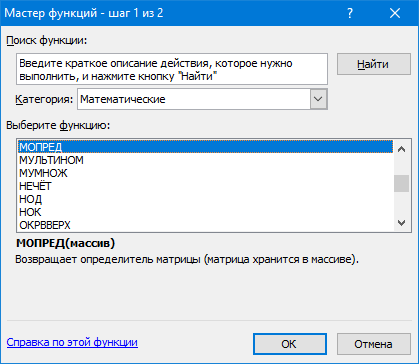 Мастер функций - шаг 1 из 2
?
Поиск функции:
Введите краткое описание действия, которое нужно
выполнить, и нажмите кнопку "Найти"
Найти
Категория: Математические
Выберите функцию:
МОПРЕД
МУЛЬТИНОМ
МУМНОЖ
НЕЧЁТ
НОД
НОК
ОКРВВЕРХ
МОПРЕД(массив)
Возвращает определитель матрицы (матрица хранится в массиве).
Справка по этой функции
ОК
Отмена